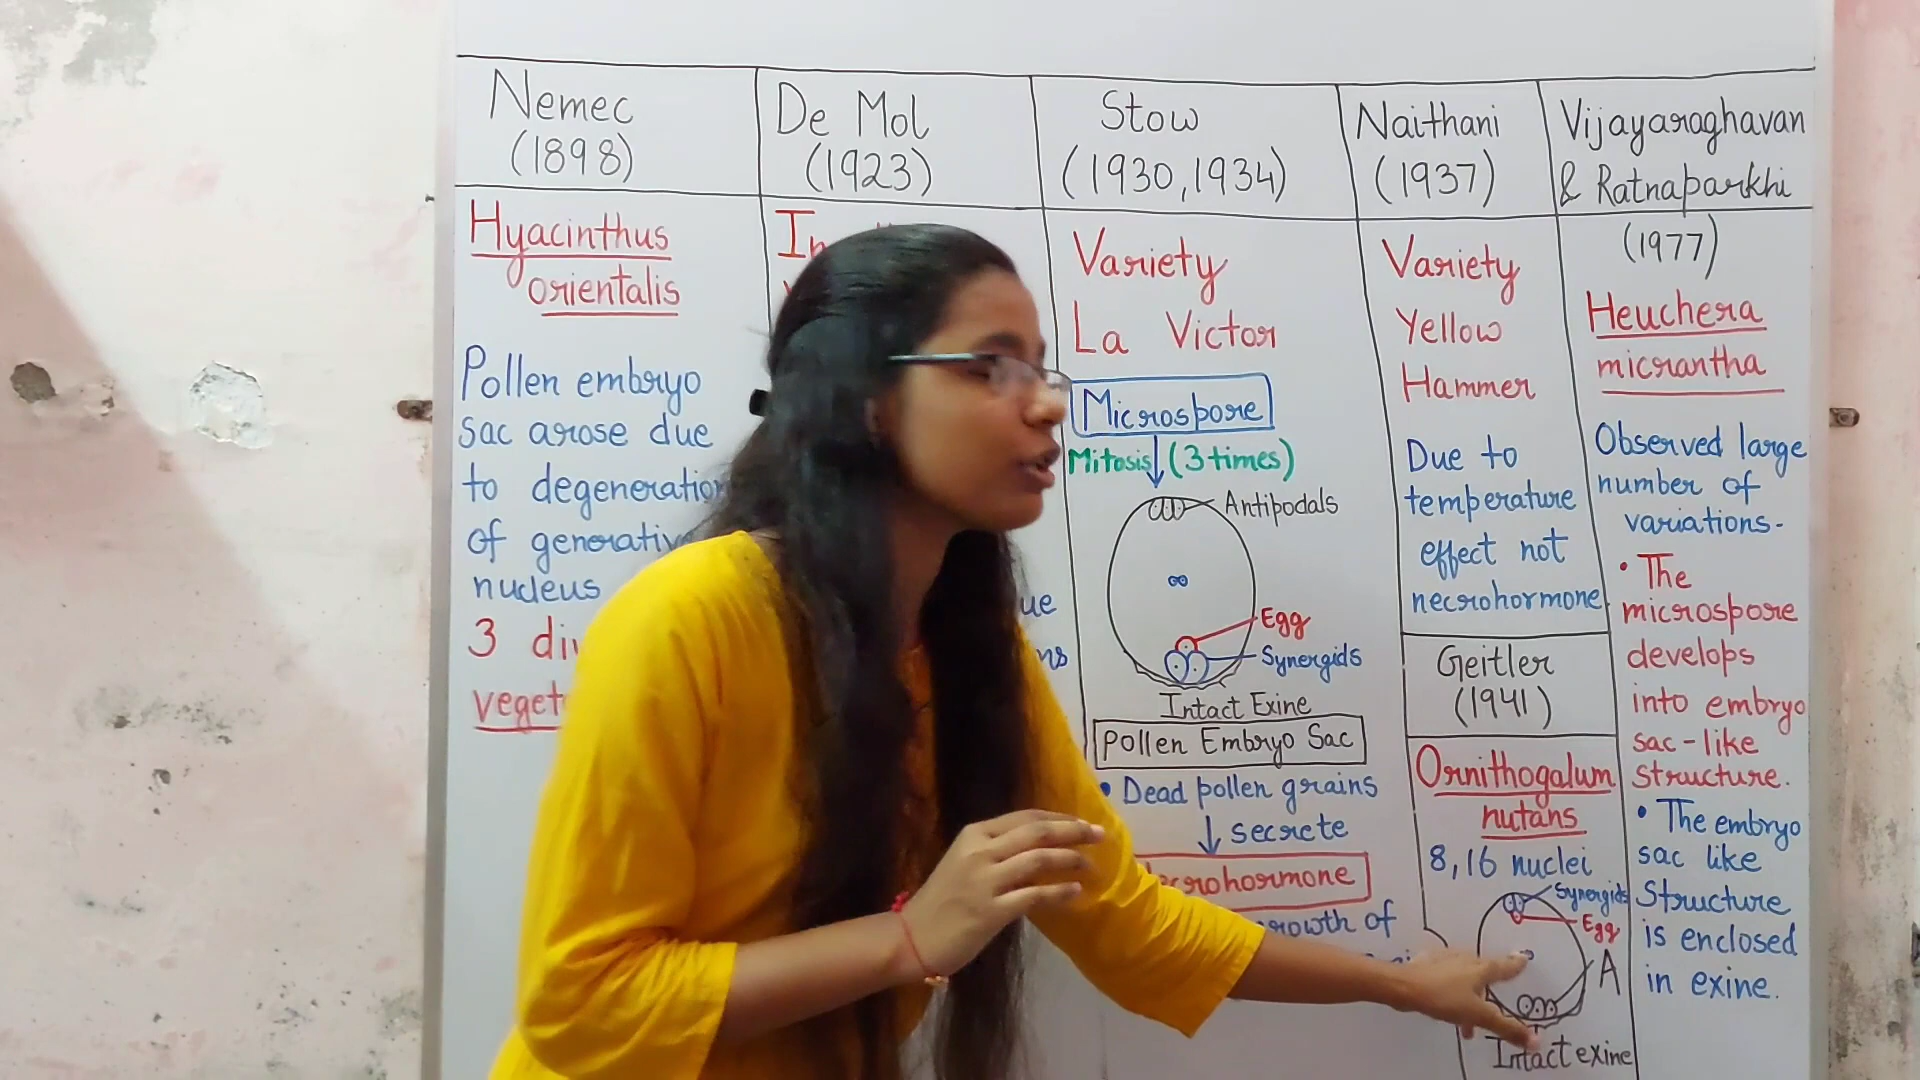 Nemec
(1898)
Hyacinthus
orientalis
Pollen embryo
sac arose due
to degeneration
of generative
nucleus
3
De Mol
(1923)
Stow
(1930, 1934)
Variety
La Victor
Microspore
Mitosis (3 times)
Antipodals
Egg
Synergids
Intact Exine
Pollen Embryo Sac
• Dead pollen grains
secrete
of
Naithani
(1937)
Variety
Yellow
Hammer
Due to
temperature
effect not
necrohormone
Geitler
(1941)
Ornithogalum
nutans
8, 16 nuclei
Synergids
Egg
A
Intact exine
Vijayaraghavan
& Ratnaparkhi
(1977)
Heuchera
micrantha
Observed large
number of
variations-
• The
microspore
develops
into embryo
sac-like
structure.
• The embryo
sac like
structure
is enclosed
in exine.